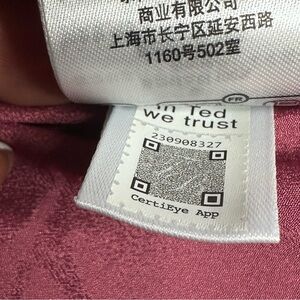 商业有限公司
上海市长宁区延安西路
1160号502室
FR
in Ted
we trust
230908327
CertiEye App